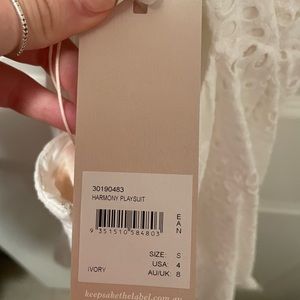 30190483
HARMONY PLAYSUIT
EAN
9 351510 584803
SIZE: S
USA: 4
IVORY AU/UK: 8
keepsakethelabel.com.au